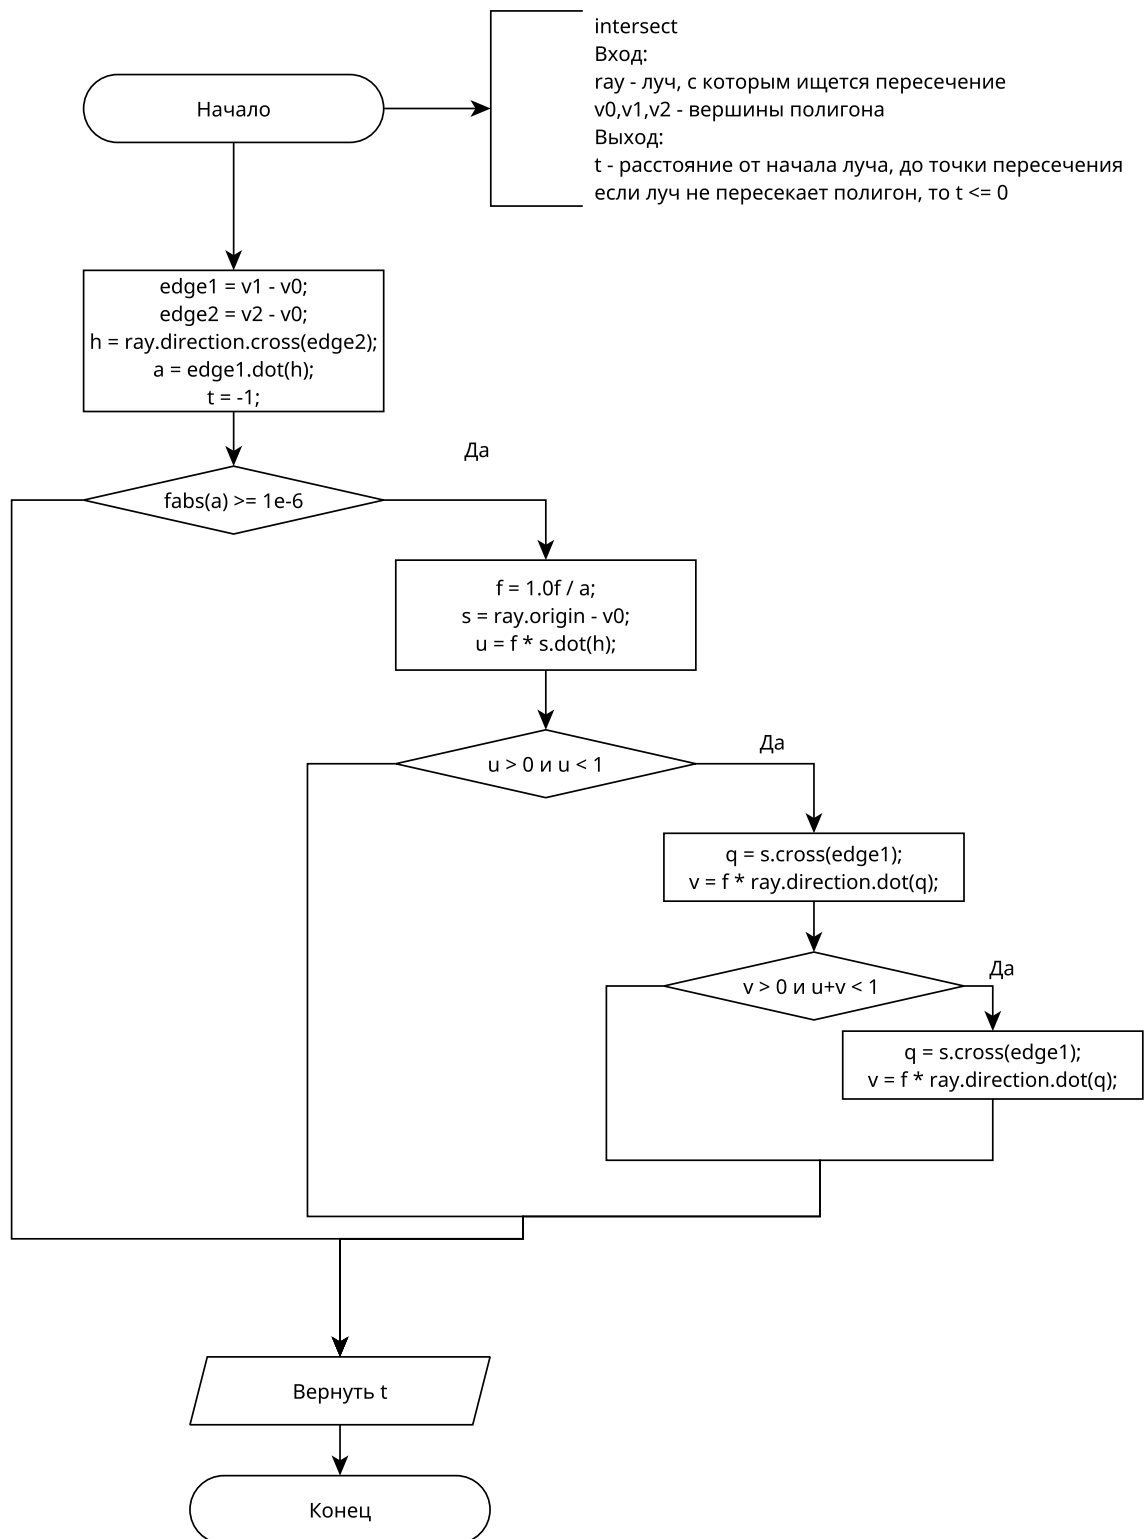 intersect
Вход:
ray - луч, с которым ищется пересечение
v0,v1,v2 - вершины полигона
Выход:
t - расстояние от начала луча, до точки пересечения
если луч не пересекает полигон, то t <= 0
Начало
edge1 = v1 - v0;
edge2 = v2 - v0;
h = ray.direction.cross(edge2);
a = edge1.dot(h);
t = -1;
Да
fabs(a) >= 1e-6
f = 1.0f / a;
s = ray.origin - v0;
u = f * s.dot(h);
Да
u > 0 и u < 1
q = s.cross(edge1);
v = f * ray.direction.dot(q);
Да
v > 0 и u+v < 1
q = s.cross(edge1);
v = f * ray.direction.dot(q);
Вернуть t
Конец